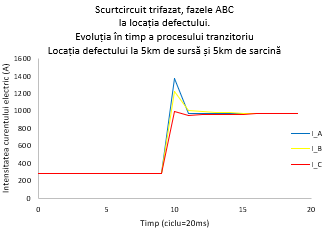 Scurtcircuit trifazat, fazele ABC
la locația defectului.
Evoluția în timp a procesului tranzitoriu
Locația defectului la 5km de sursă și 5km de sarcină
Intensitatea curentului electric (A)
1600
1400
1200
1000
800
600
400
200
0
0
5
10
15
20
Timp (ciclu=20ms)
I_A
I_B
I_C